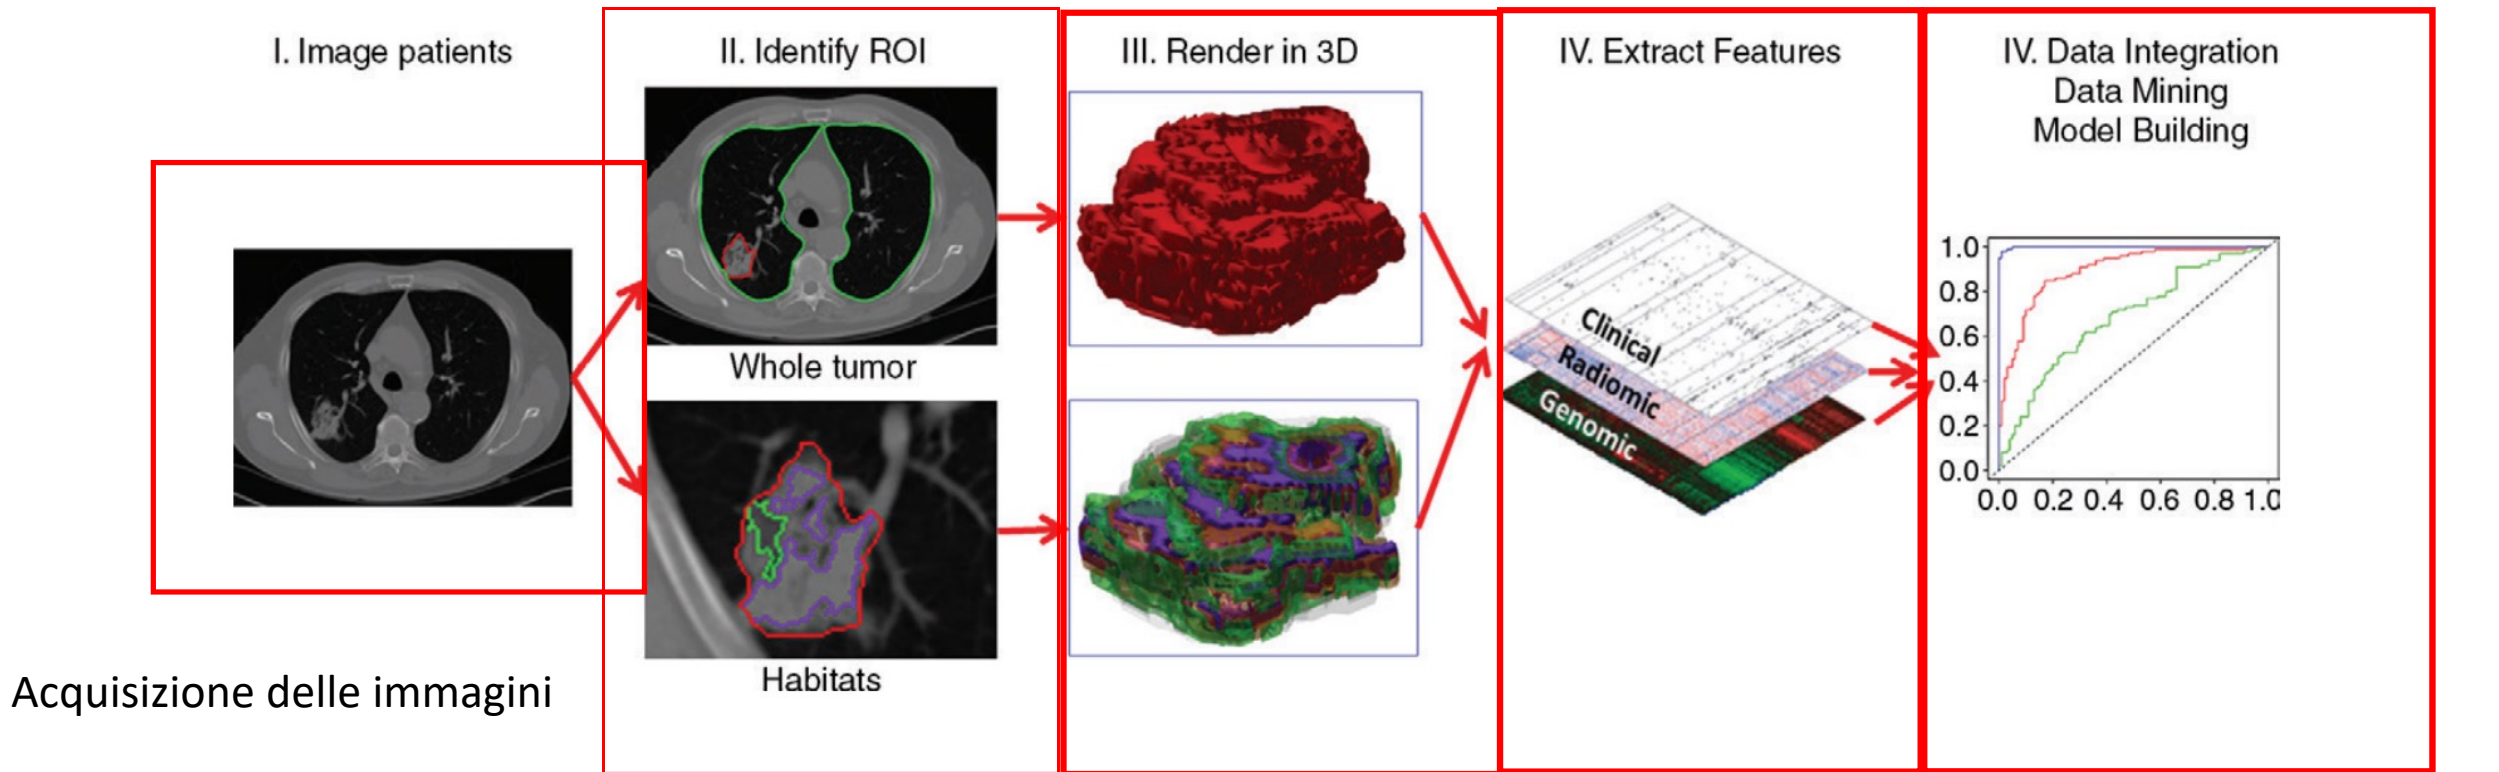 I. Image patients
II. Identify ROI
Whole tumor
Habitats
III. Render in 3D
IV. Extract Features
Clinical
Radiomic
Genomic
IV. Data Integration
Data Mining
Model Building
1.0
0.8
0.6
0.4
0.2
0.0
0.0 0.2 0.4 0.6 0.8 1.0
Acquisizione delle immagini